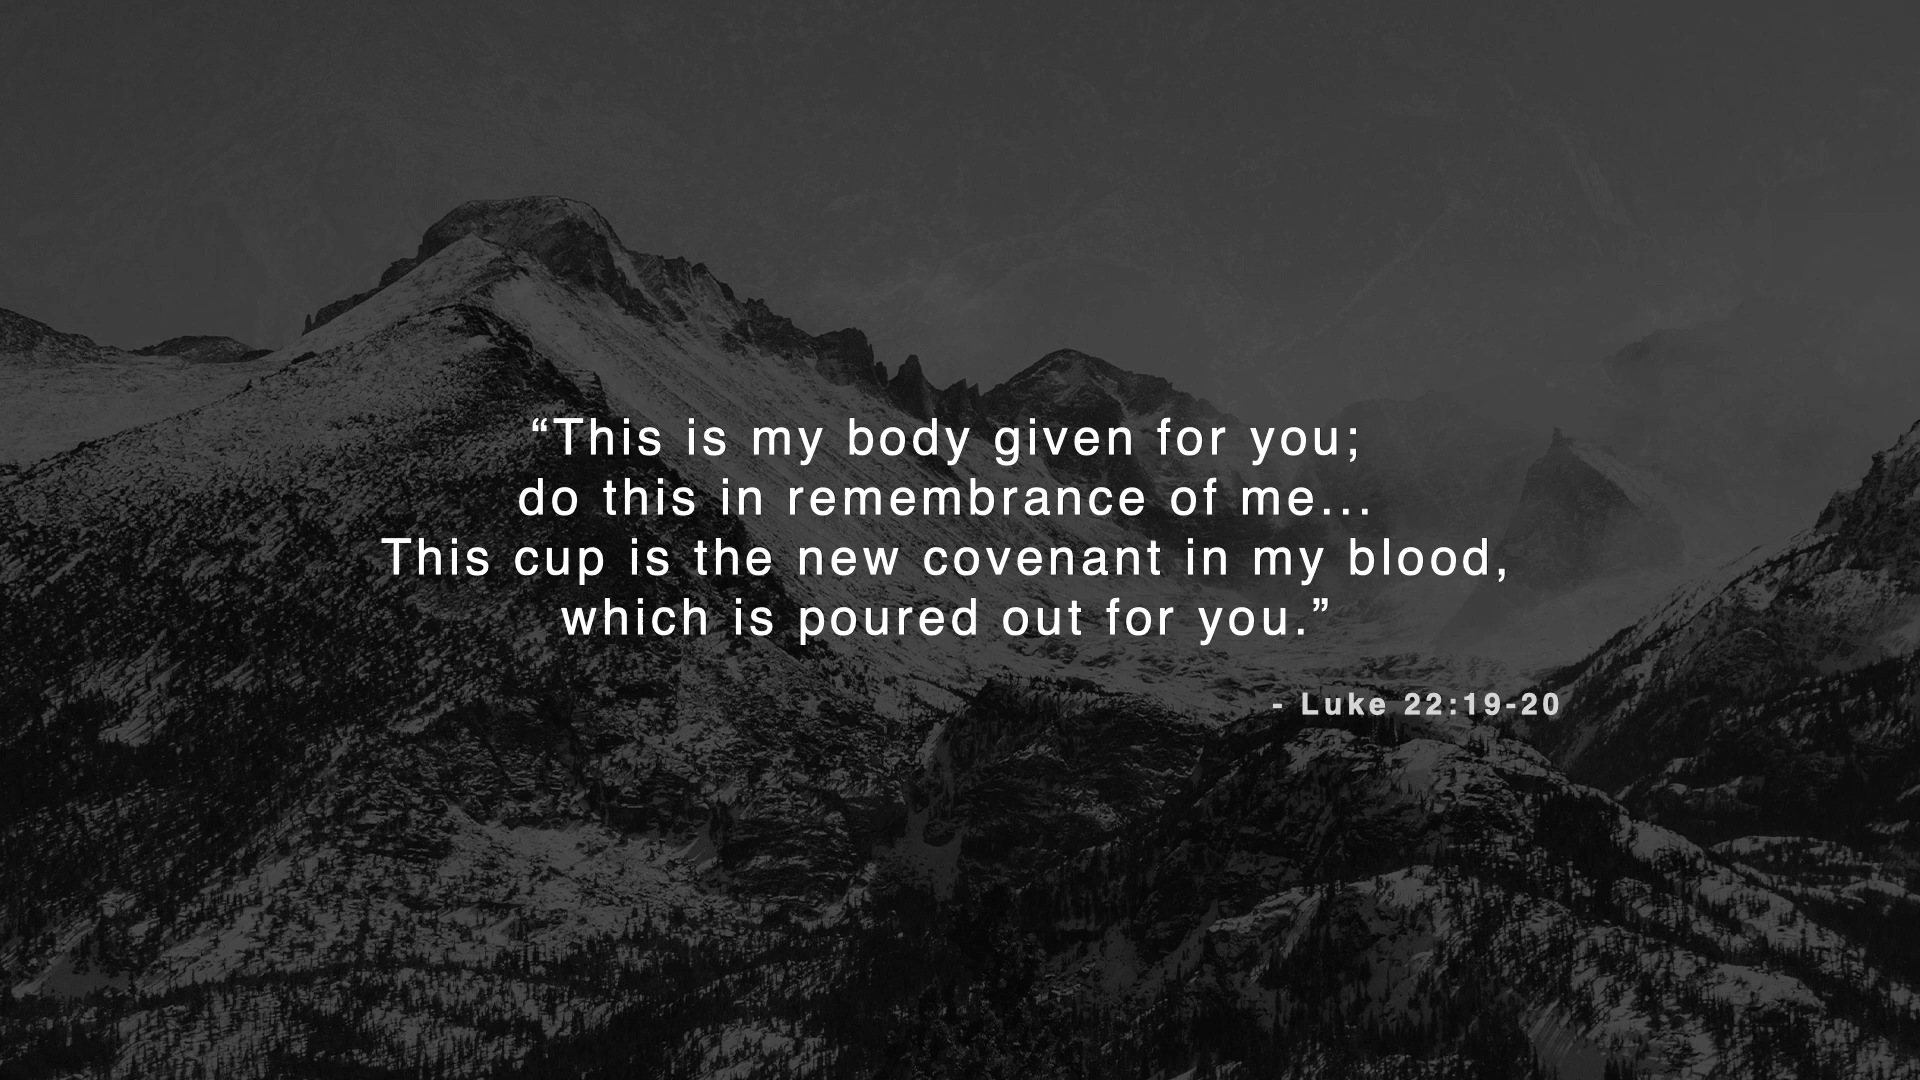 “This is my body given for you;
do this in remembrance of me...
This cup is the new covenant in my blood,
which is poured out for you.”
- Luke 22:19-20